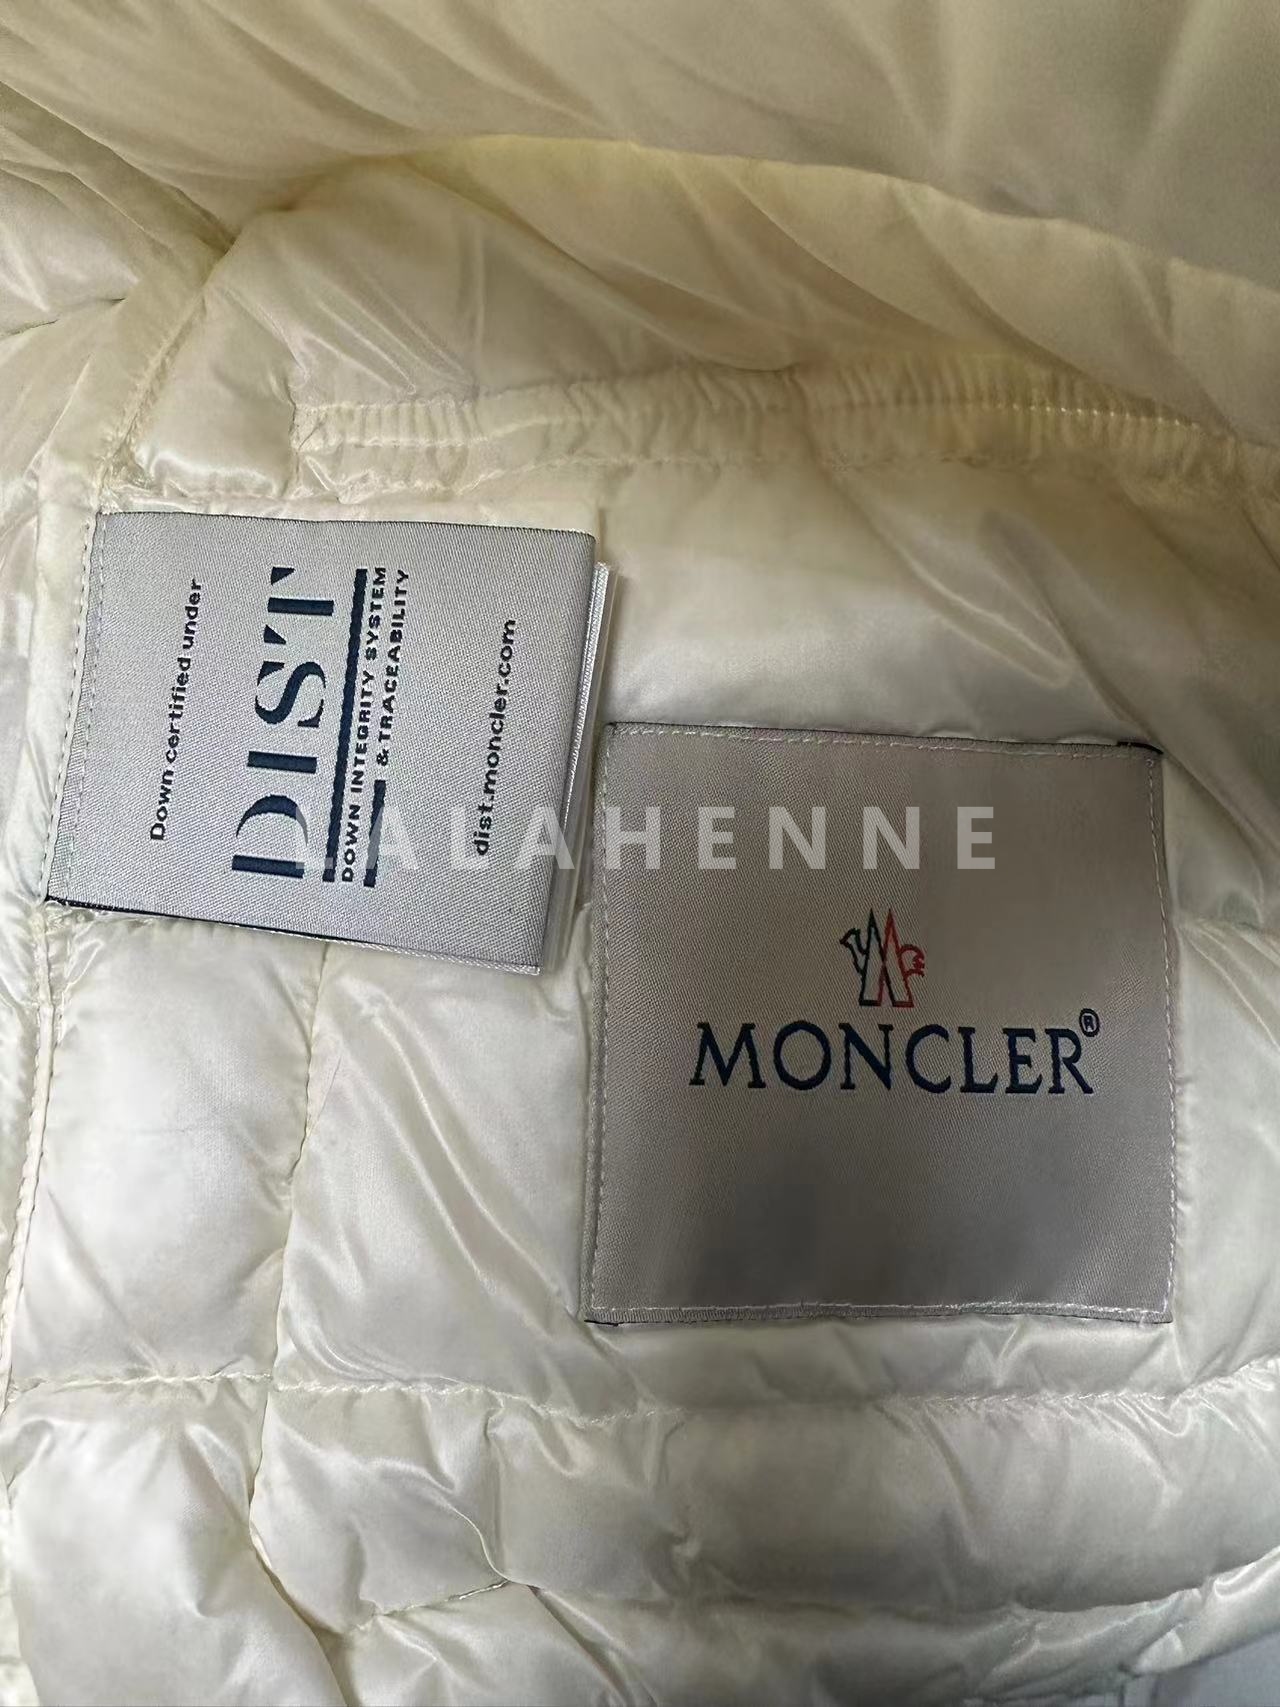 Down certified under
DIST
DOWN INTEGRITY SYSTEM
& TRACEABILITY
dist.moncler.com
LALAHENNE
MONCLER®